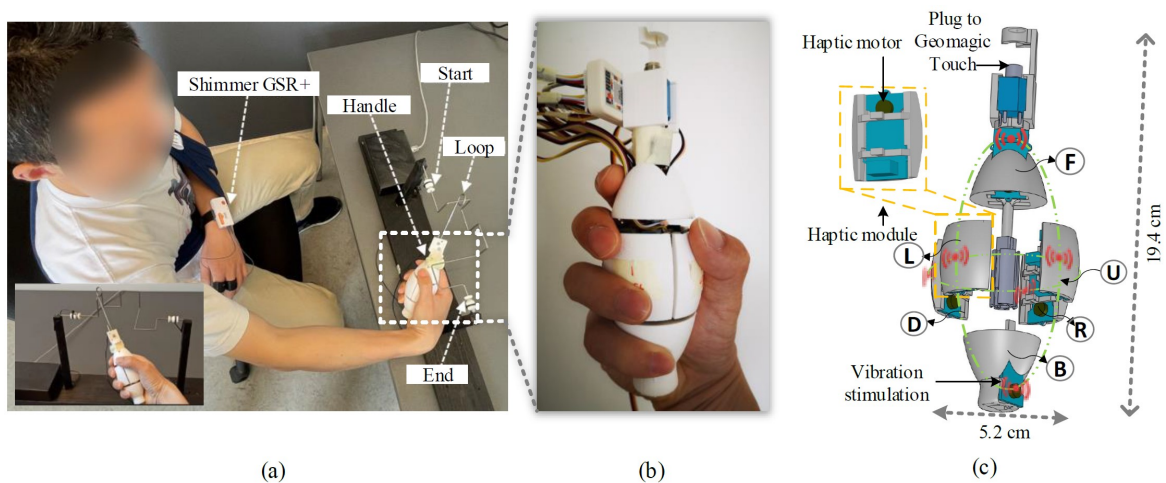 Shimmer GSR+
Handle
Start
Loop
End
Haptic motor
Plug to
Geomagic
Touch
F
Haptic module
L
U
D
R
B
Vibration
stimulation
5.2 cm
19.4 cm
(a)
(b)
(c)